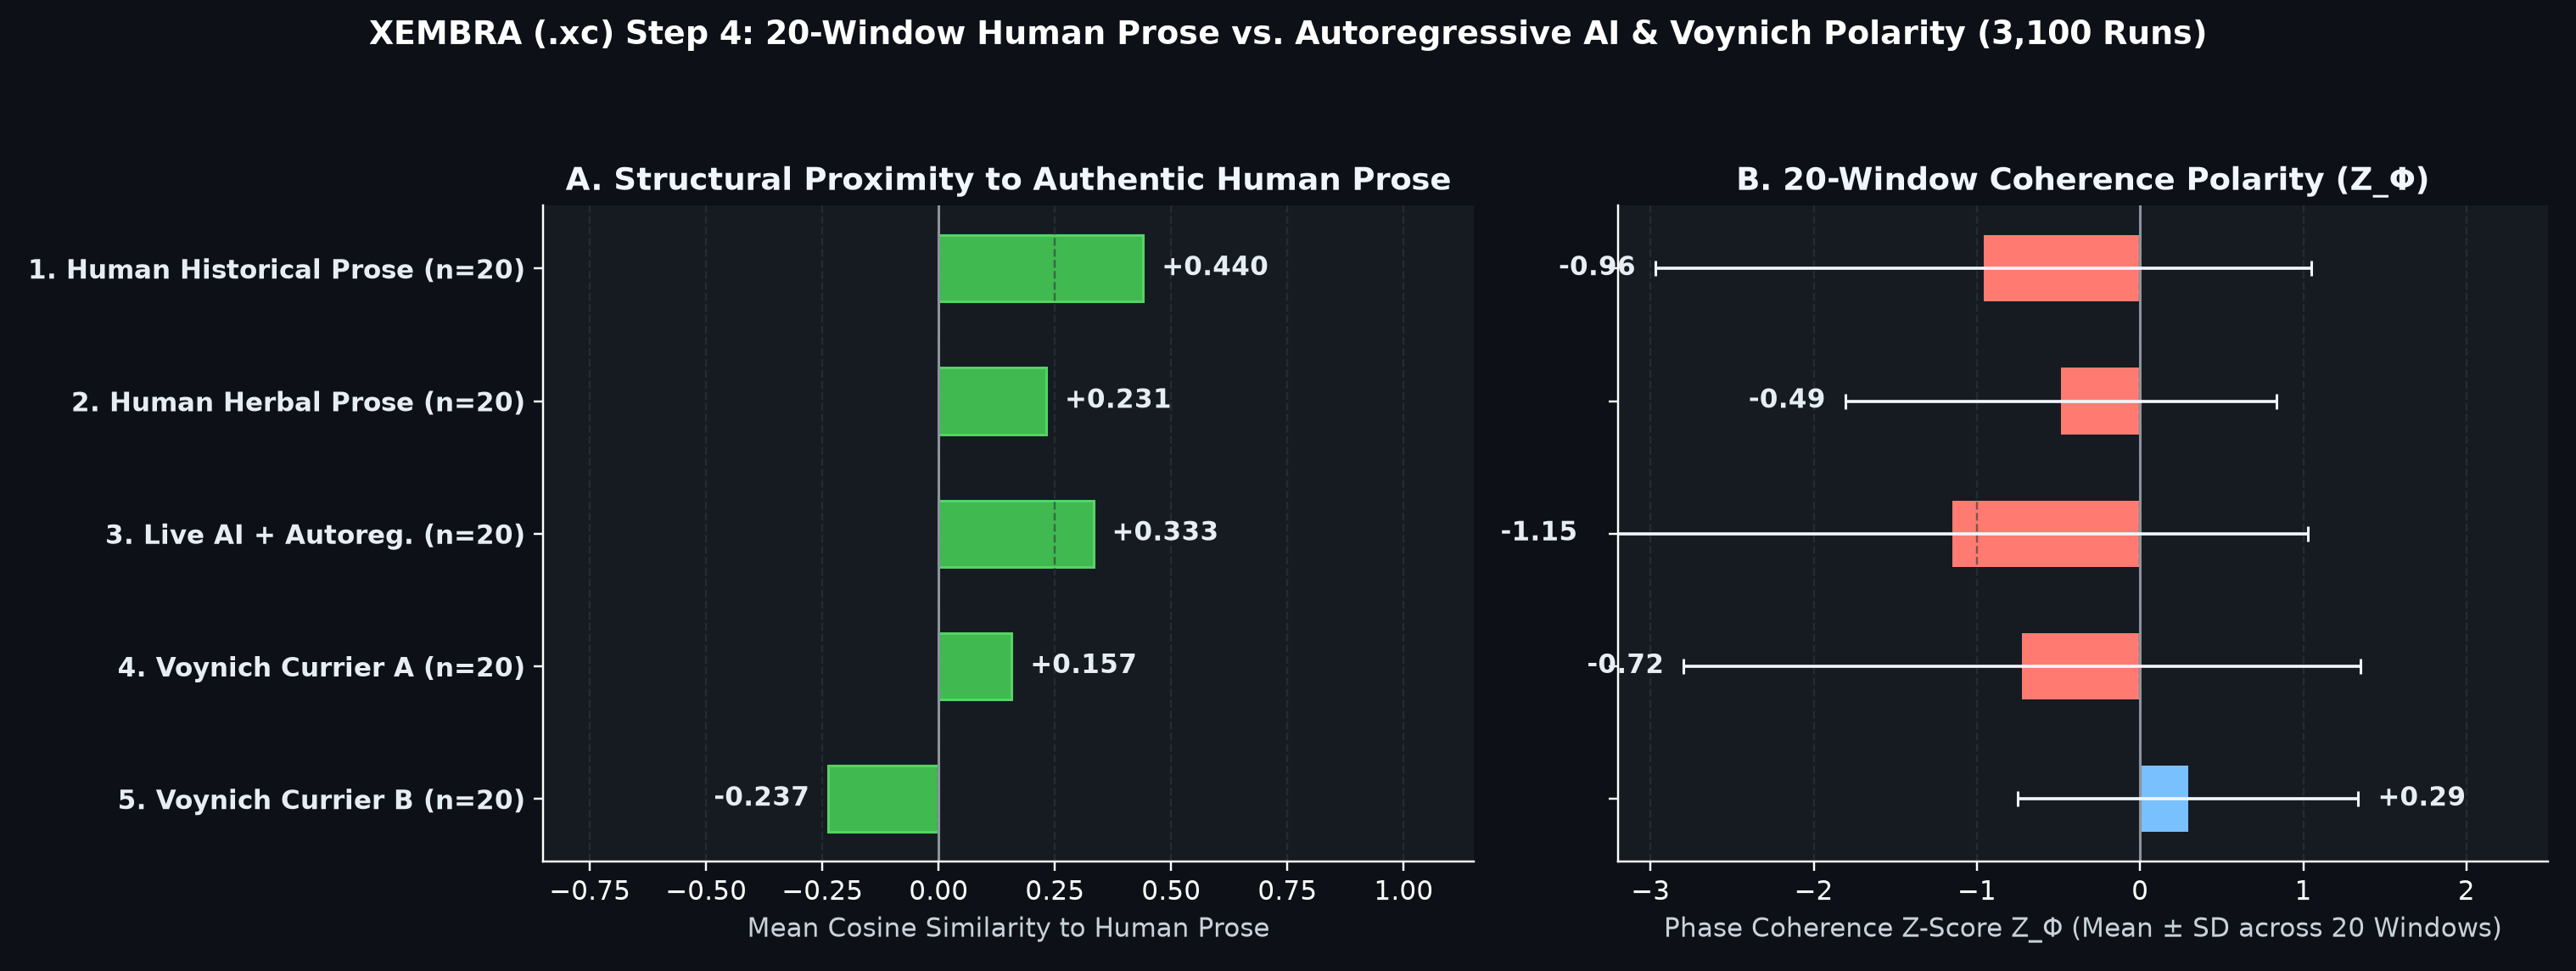 XEMBRA (.xc) Step 4: 20-Window Human Prose vs. Autoregressive AI & Voynich Polarity (3,100 Runs)
A. Structural Proximity to Authentic Human Prose
1. Human Historical Prose (n=20)
+0.440
2. Human Herbal Prose (n=20)
+0.231
3. Live AI + Autoreg. (n=20)
+0.333
4. Voynich Currier A (n=20)
+0.157
5. Voynich Currier B (n=20)
-0.237
−0.75 −0.50 −0.25 0.00 0.25 0.50 0.75 1.00
Mean Cosine Similarity to Human Prose
B. 20-Window Coherence Polarity (Z_Φ)
-0.96
-0.49
-1.15
-0.72
+0.29
−3 −2 −1 0 1 2
Phase Coherence Z-Score Z_Φ (Mean ± SD across 20 Windows)